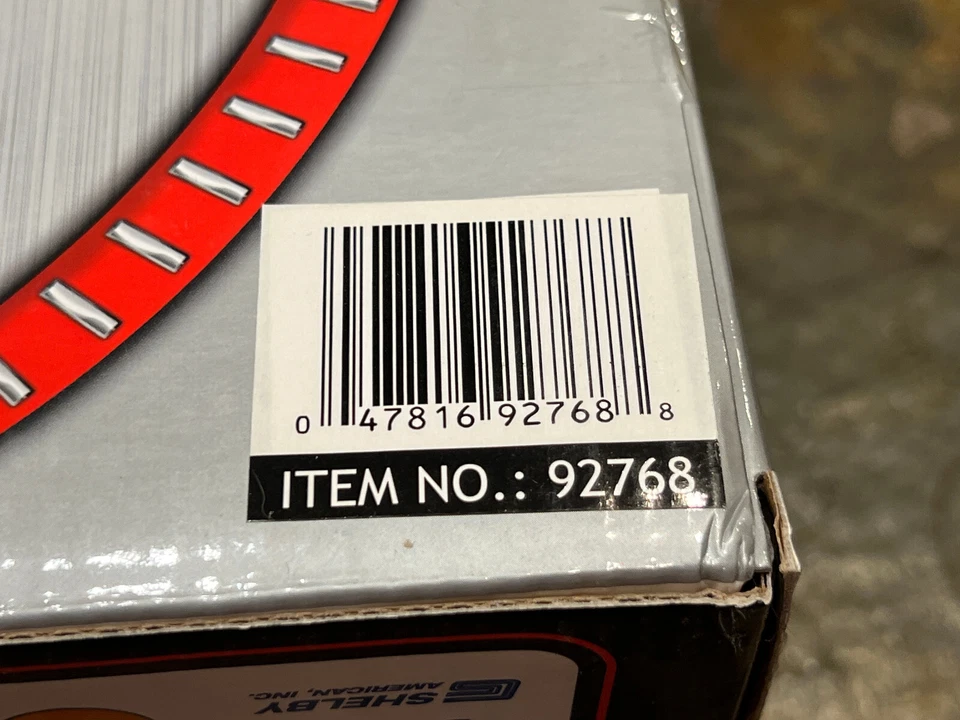 0 47816 92768 8
ITEM NO.: 92768
SHELBY
AMERICAN, INC.